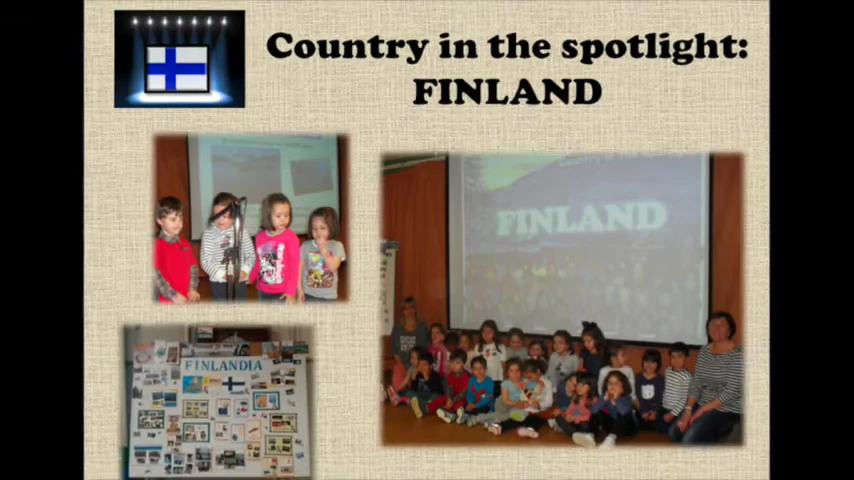 Country in the spotlight:
FINLAND
FINLAND
FINLANDIA